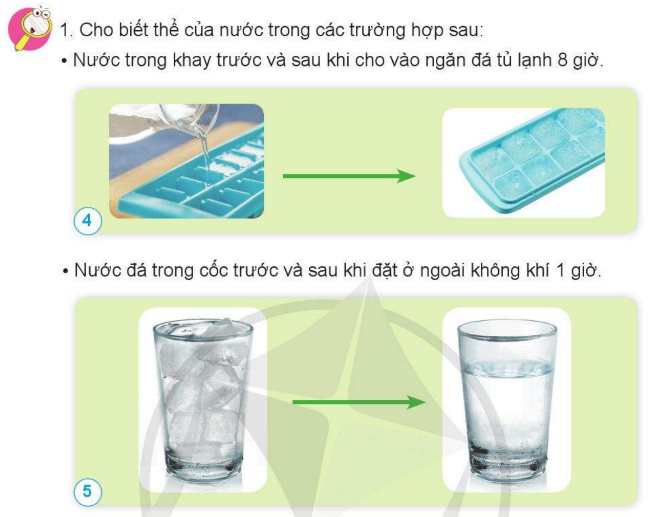 1. Cho biết thể của nước trong các trường hợp sau:
• Nước trong khay trước và sau khi cho vào ngăn đá tủ lạnh 8 giờ.
4
• Nước đá trong cốc trước và sau khi đặt ở ngoài không khí 1 giờ.
5